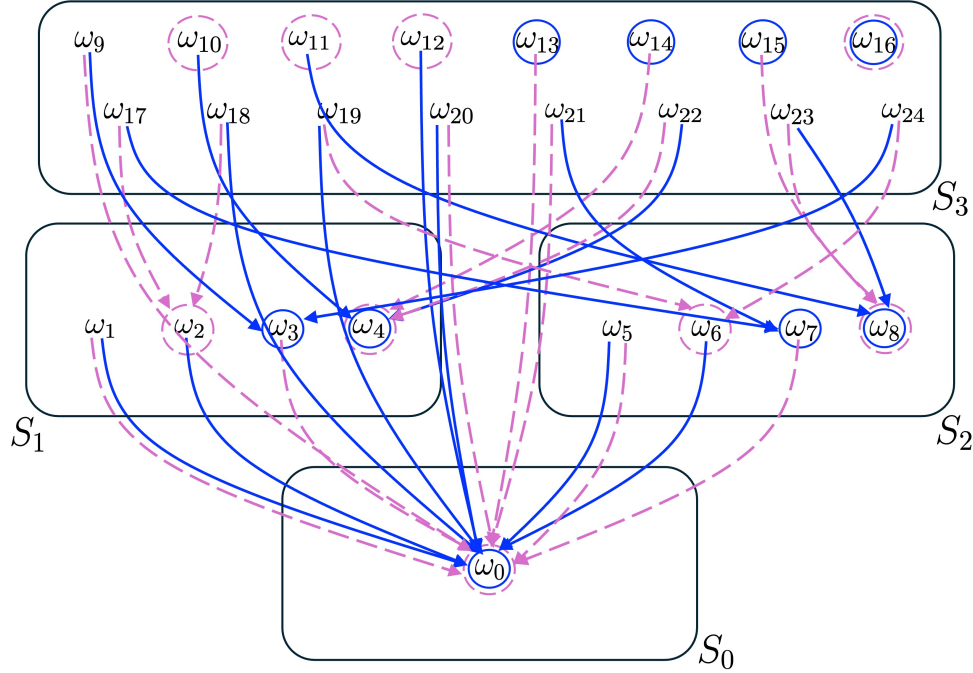 ω₉ ω₁₀ ω₁₁ ω₁₂ ω₁₃ ω₁₄ ω₁₅ ω₁₆
ω₁₇ ω₁₈ ω₁₉ ω₂₀ ω₂₁ ω₂₂ ω₂₃ ω₂₄
S₃
ω₁ ω₂ ω₃ ω₄ ω₅ ω₆ ω₇ ω₈
S₁ S₂
ω₀
S₀